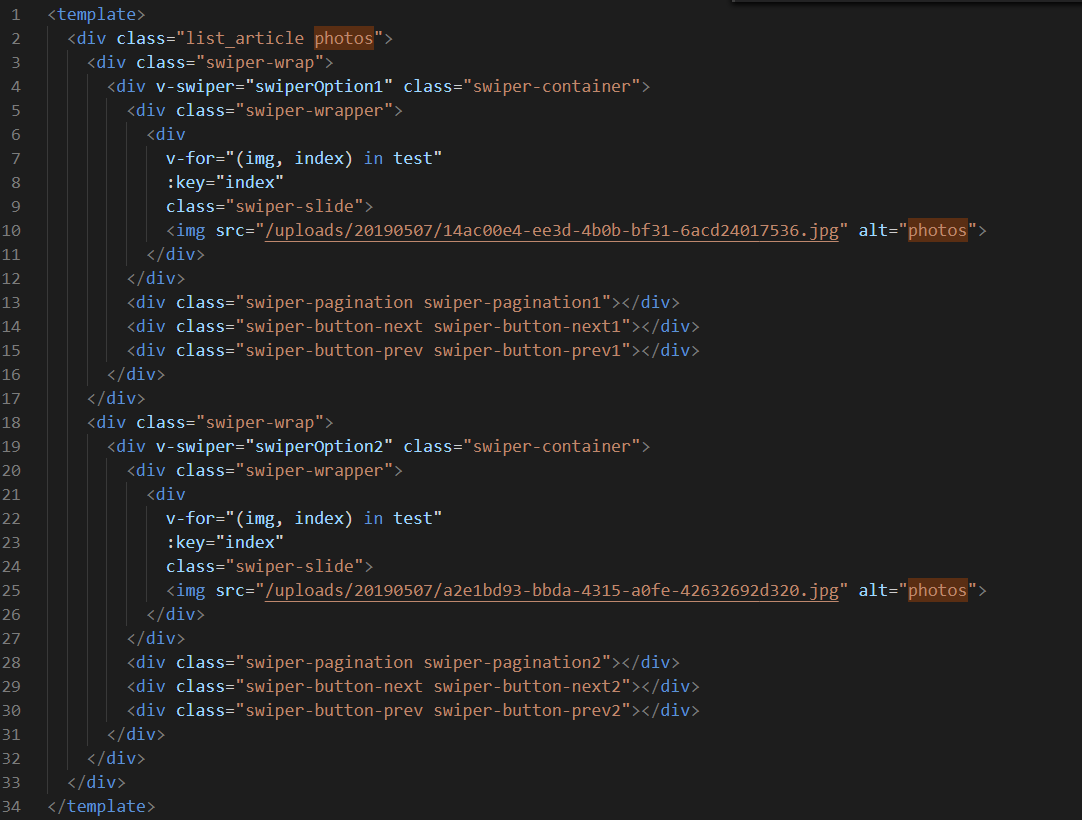 1 <template>
2 <div class="list_article photos">
3 <div class="swiper-wrap">
4 <div v-swiper="swiperOption1" class="swiper-container">
5 <div class="swiper-wrapper">
6 <div
7 v-for="(img, index) in test"
8 :key="index"
9 class="swiper-slide">
10 <img src="/uploads/20190507/14ac00e4-ee3d-4b0b-bf31-6acd24017536.jpg" alt="photos">
11 </div>
12 </div>
13 <div class="swiper-pagination swiper-pagination1"></div>
14 <div class="swiper-button-next swiper-button-next1"></div>
15 <div class="swiper-button-prev swiper-button-prev1"></div>
16 </div>
17 </div>
18 <div class="swiper-wrap">
19 <div v-swiper="swiperOption2" class="swiper-container">
20 <div class="swiper-wrapper">
21 <div
22 v-for="(img, index) in test"
23 :key="index"
24 class="swiper-slide">
25 <img src="/uploads/20190507/a2e1bd93-bbda-4315-a0fe-42632692d320.jpg" alt="photos">
26 </div>
27 </div>
28 <div class="swiper-pagination swiper-pagination2"></div>
29 <div class="swiper-button-next swiper-button-next2"></div>
30 <div class="swiper-button-prev swiper-button-prev2"></div>
31 </div>
32 </div>
33 </div>
34 </template>